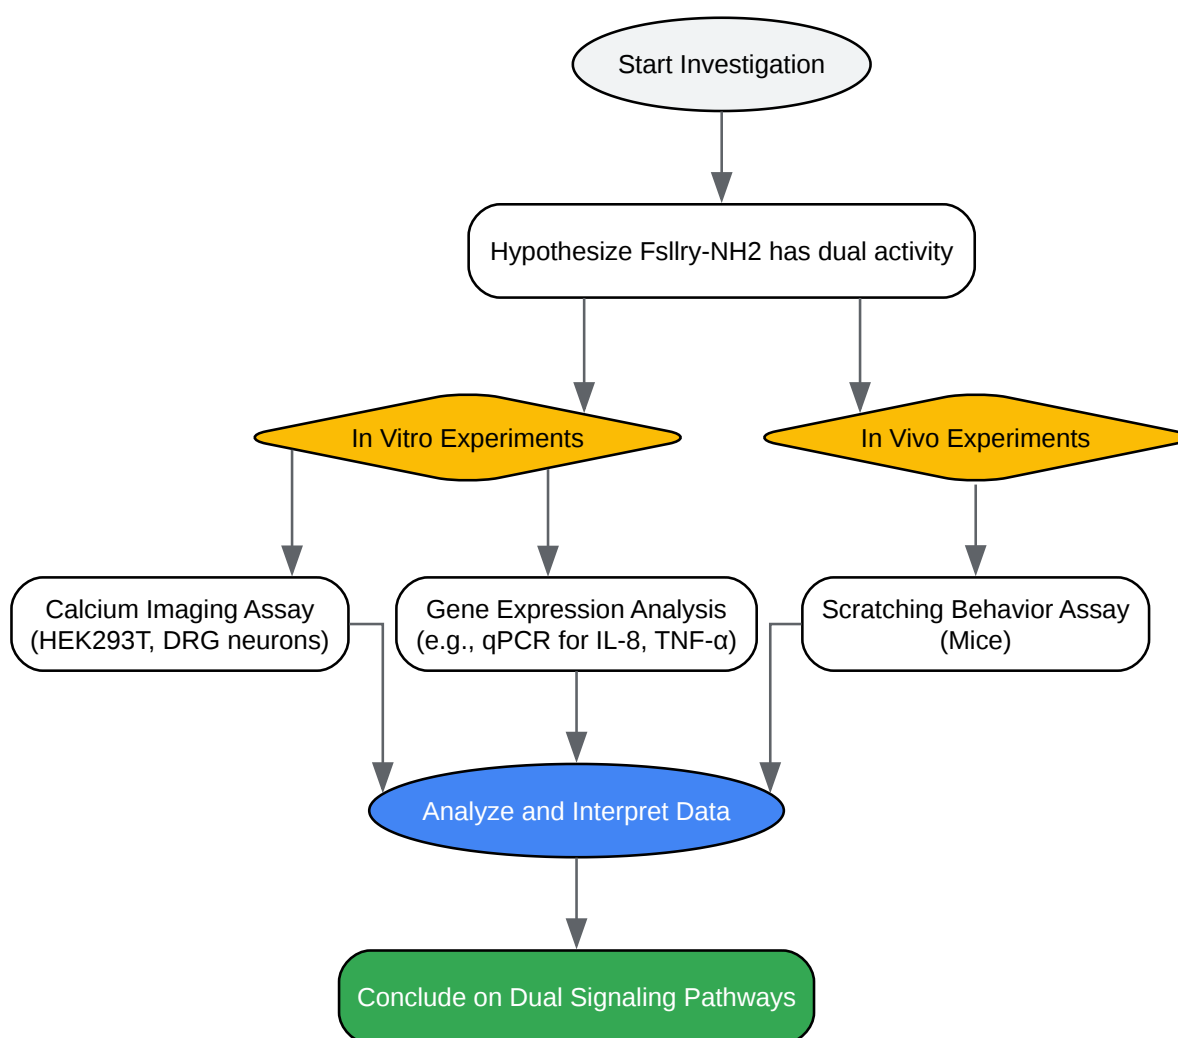 Start Investigation
Hypothesize Fsllry-NH2 has dual activity
In Vitro Experiments
In Vivo Experiments
Calcium Imaging Assay
(HEK293T, DRG neurons)
Gene Expression Analysis
(e.g., qPCR for IL-8, TNF-α)
Scratching Behavior Assay
(Mice)
Analyze and Interpret Data
Conclude on Dual Signaling Pathways